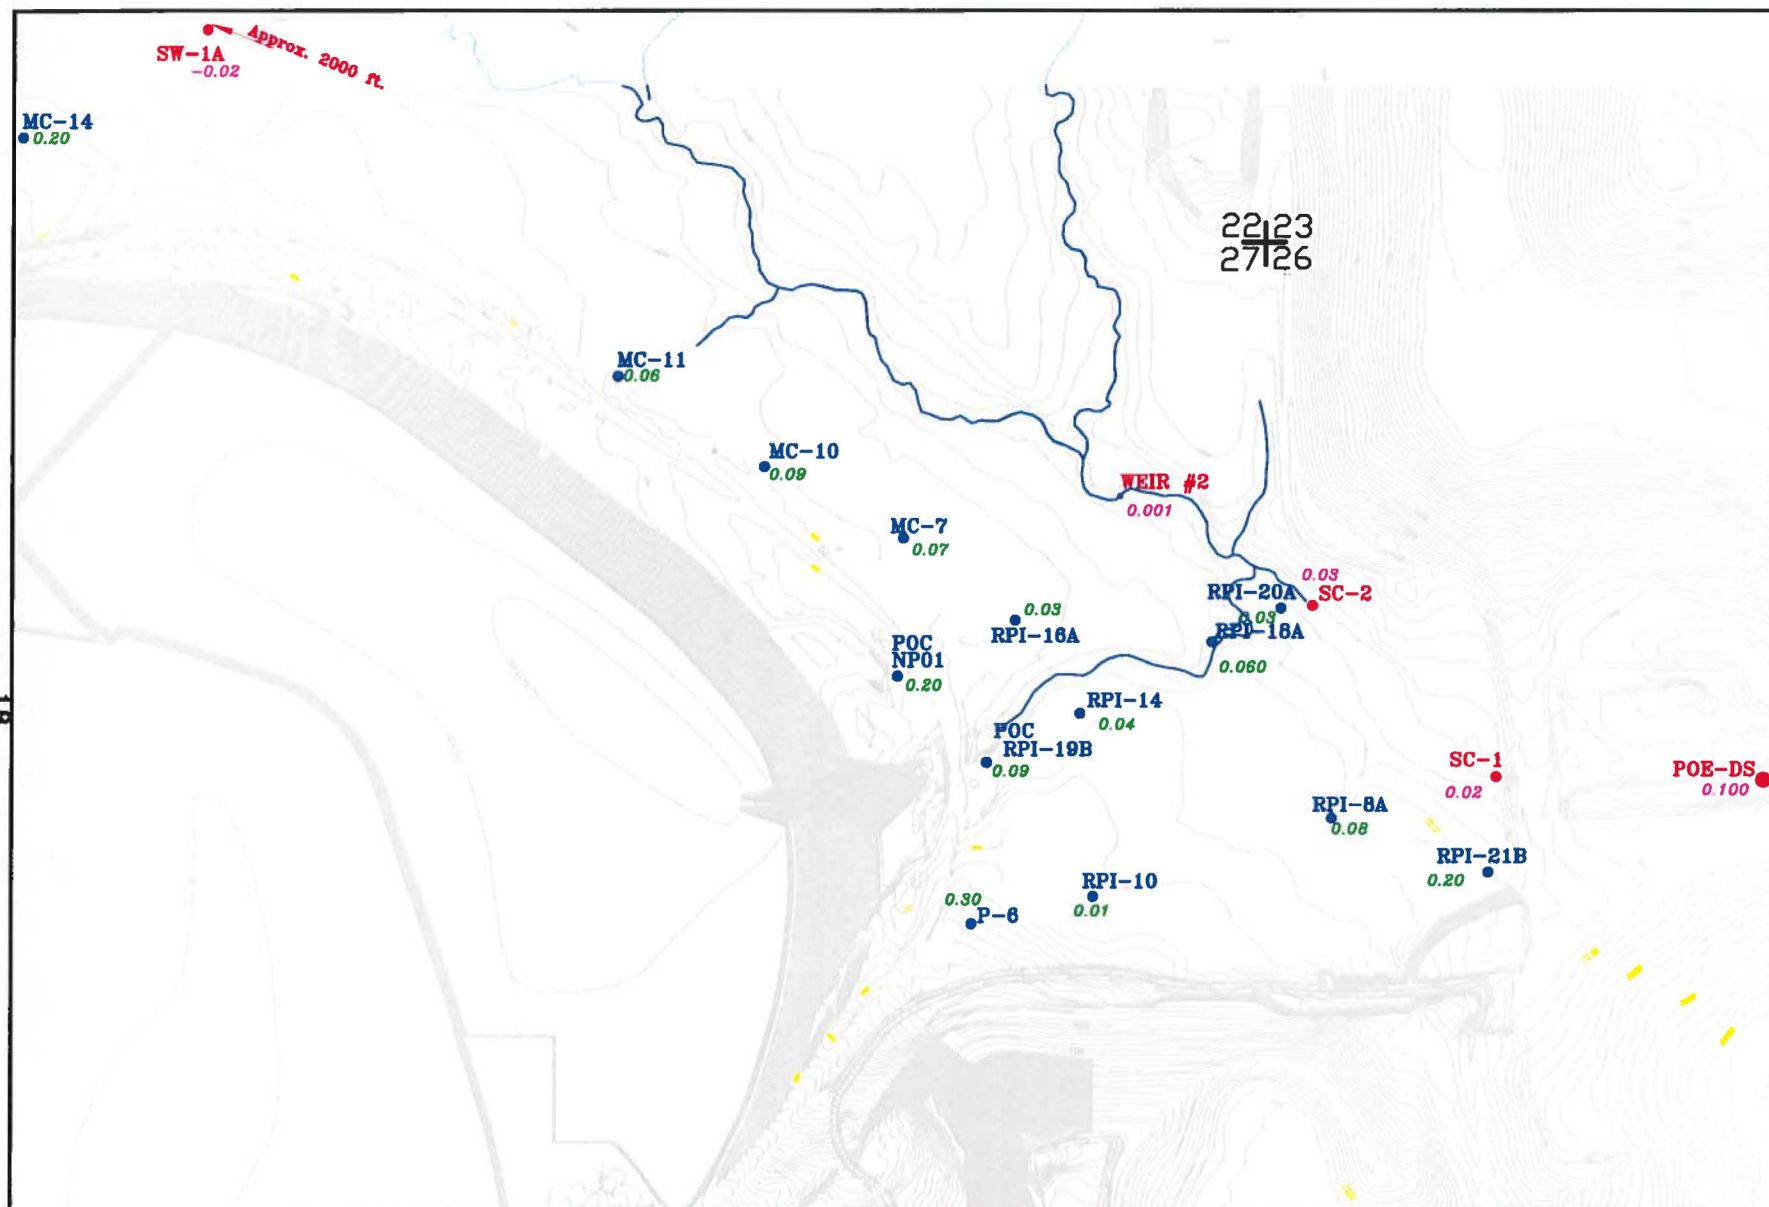 Approx. 2000 ft.
SW-1A
-0.02
MC-14
0.20
22 23
27 26
MC-11
0.06
MC-10
0.09
WEIR #2
0.001
MC-7
0.07
0.03
SC-2
RPI-20A
0.03
RPI-18A
0.060
0.03
RPI-16A
POC
NP01
0.20
RPI-14
0.04
POC
RPI-19B
0.09
SC-1
0.02
POE-DS
0.100
RPI-8A
0.08
RPI-21B
0.20
RPI-10
0.01
0.30
P-6